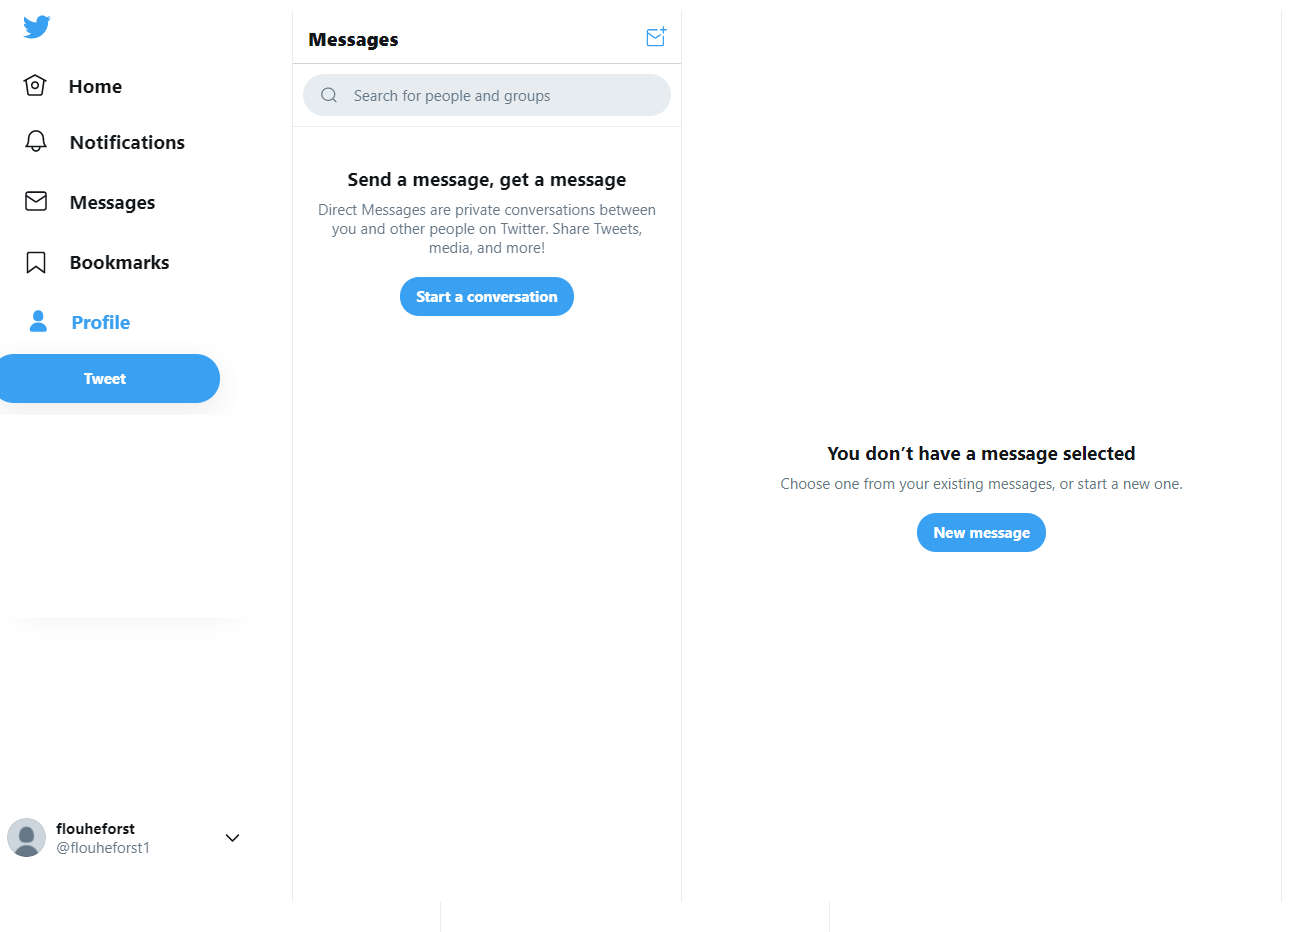 Home
Notifications
Messages
Bookmarks
Profile
Tweet
flouheforst
@flouheforst1
Messages
Search for people and groups
Send a message, get a message
Direct Messages are private conversations between
you and other people on Twitter. Share Tweets,
media, and more!
Start a conversation
You don’t have a message selected
Choose one from your existing messages, or start a new one.
New message